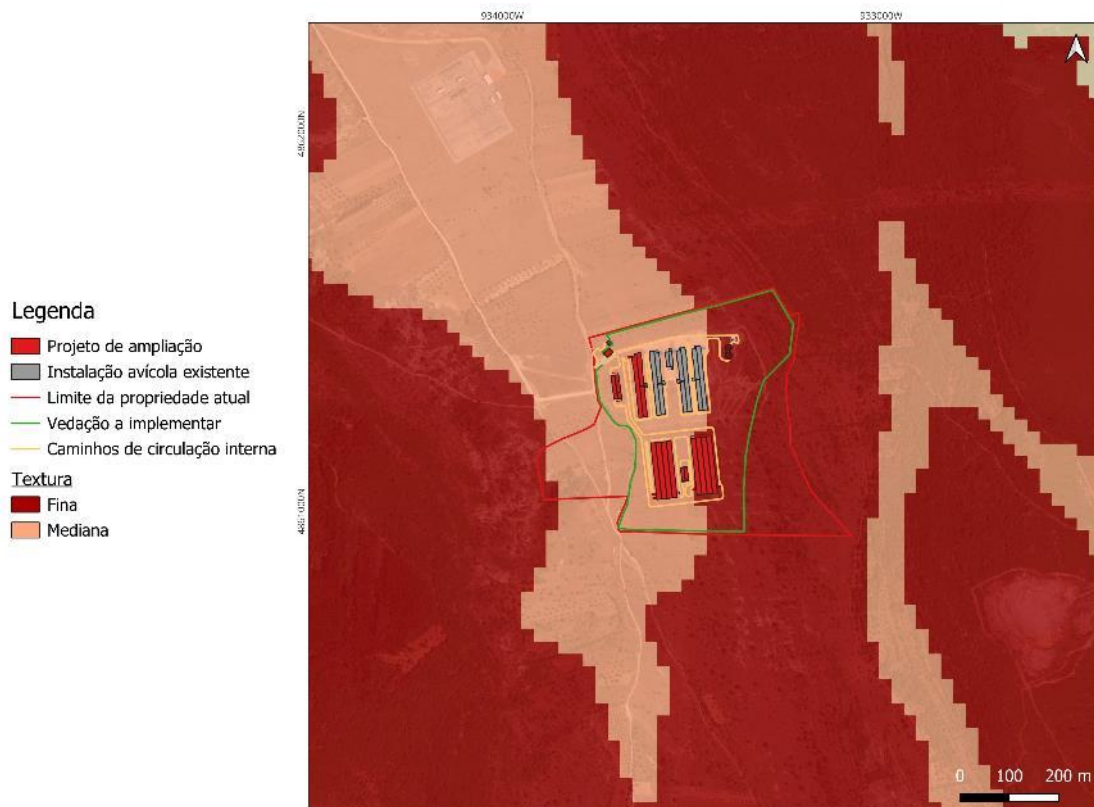 934000W
933000W
4862000N
4861000N
Legenda
Projeto de ampliação
Instalação avícola existente
Limite da propriedade atual
Vedação a implementar
Caminhos de circulação interna
Textura
Fina
Mediana
0 100 200 m